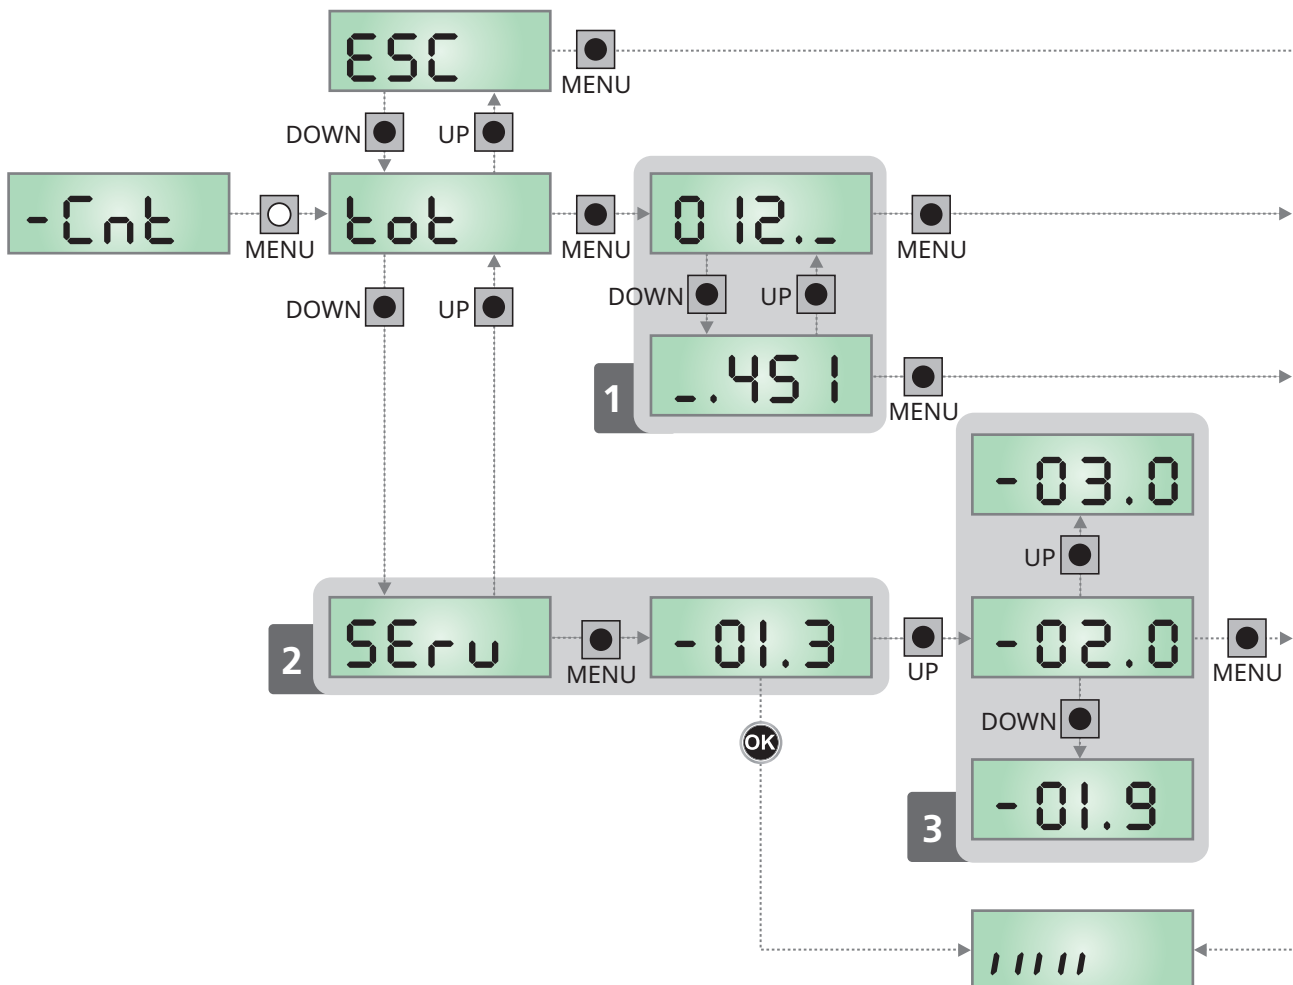 ESC
MENU
DOWN
UP
-Cnt
MENU
tot
MENU
012._
MENU
DOWN
UP
DOWN
UP
_.451
MENU
1
-03.0
UP
2
SEru
MENU
-01.3
UP
-02.0
MENU
OK
DOWN
3
-01.9
/////